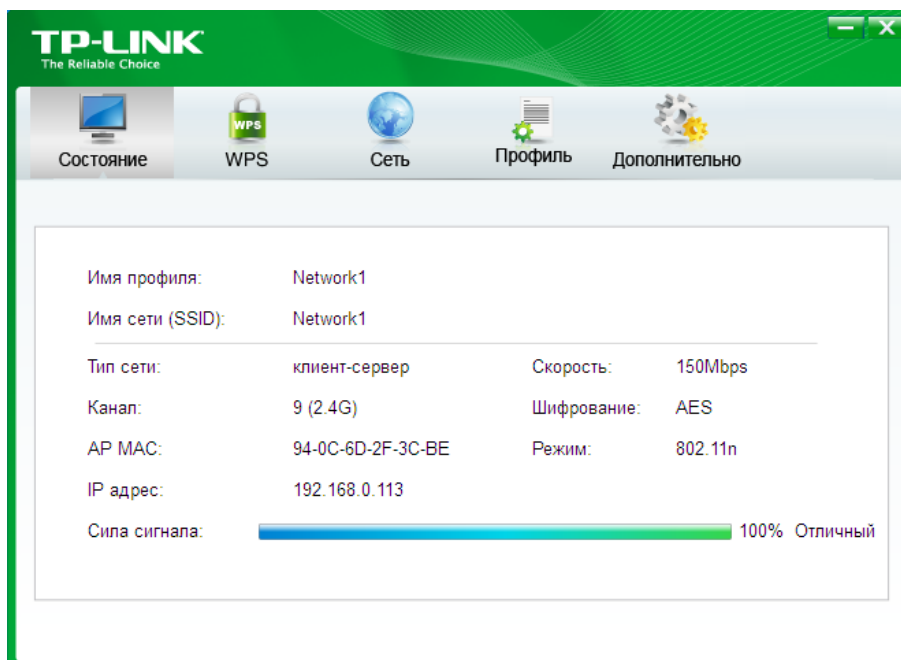 TP-LINK
The Reliable Choice
WPS
Состояние WPS Сеть Профиль Дополнительно
Имя профиля: Network1
Имя сети (SSID): Network1
Тип сети: клиент-сервер Скорость: 150Mbps
Канал: 9 (2.4G) Шифрование: AES
AP MAC: 94-0C-6D-2F-3C-BE Режим: 802.11n
IP адрес: 192.168.0.113
Сила сигнала: 100% Отличный